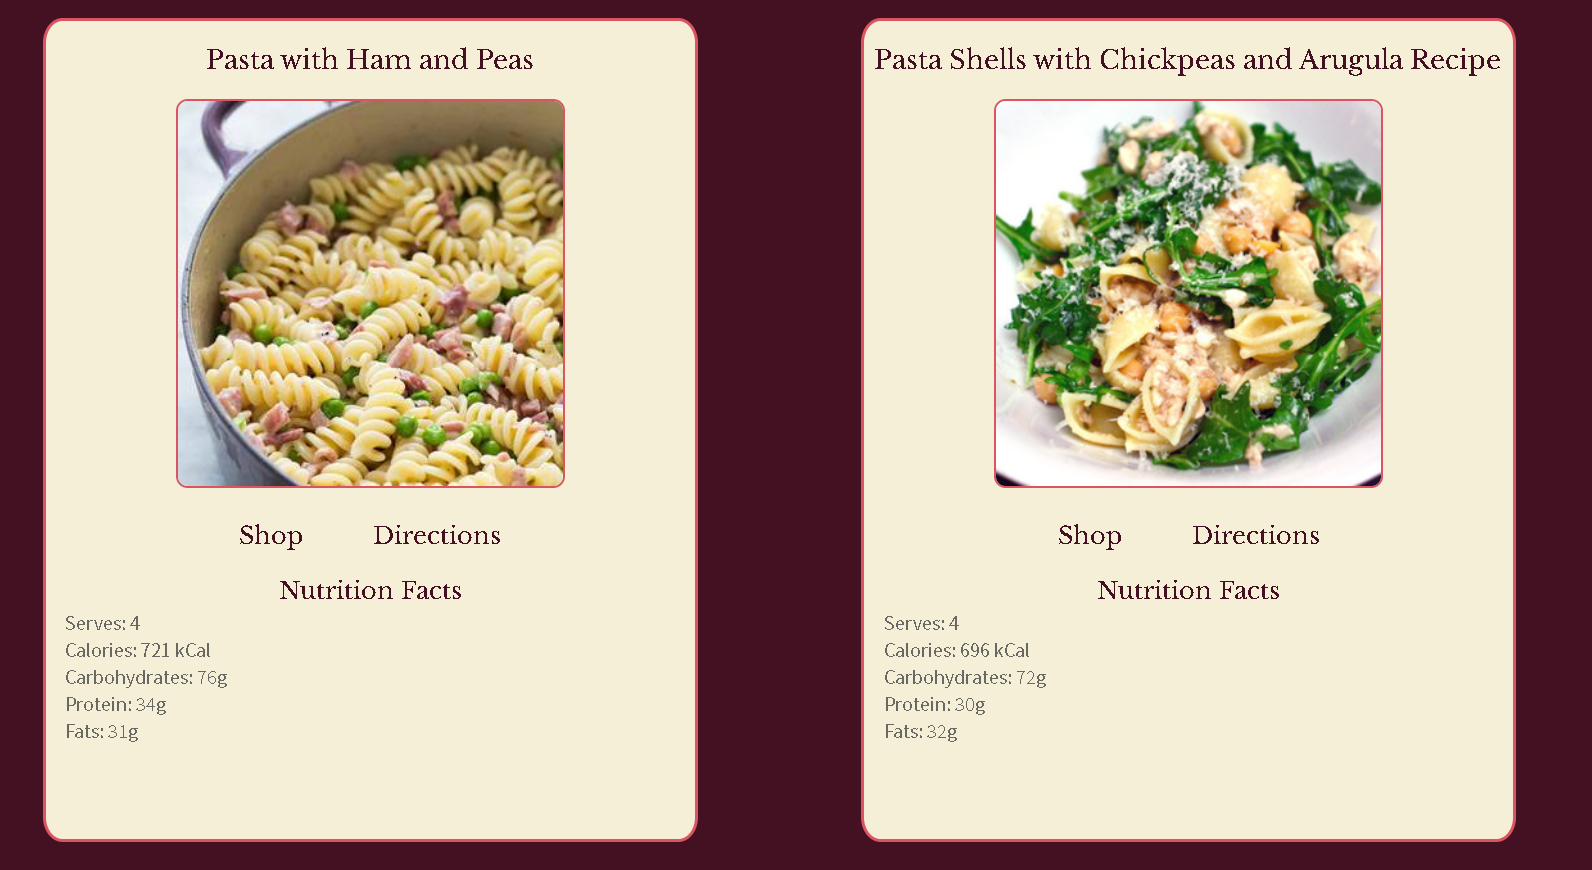 Pasta with Ham and Peas
Shop
Directions
Nutrition Facts
Serves: 4
Calories: 721 kCal
Carbohydrates: 76g
Protein: 34g
Fats: 31g
Pasta Shells with Chickpeas and Arugula Recipe
Shop
Directions
Nutrition Facts
Serves: 4
Calories: 696 kCal
Carbohydrates: 72g
Protein: 30g
Fats: 32g